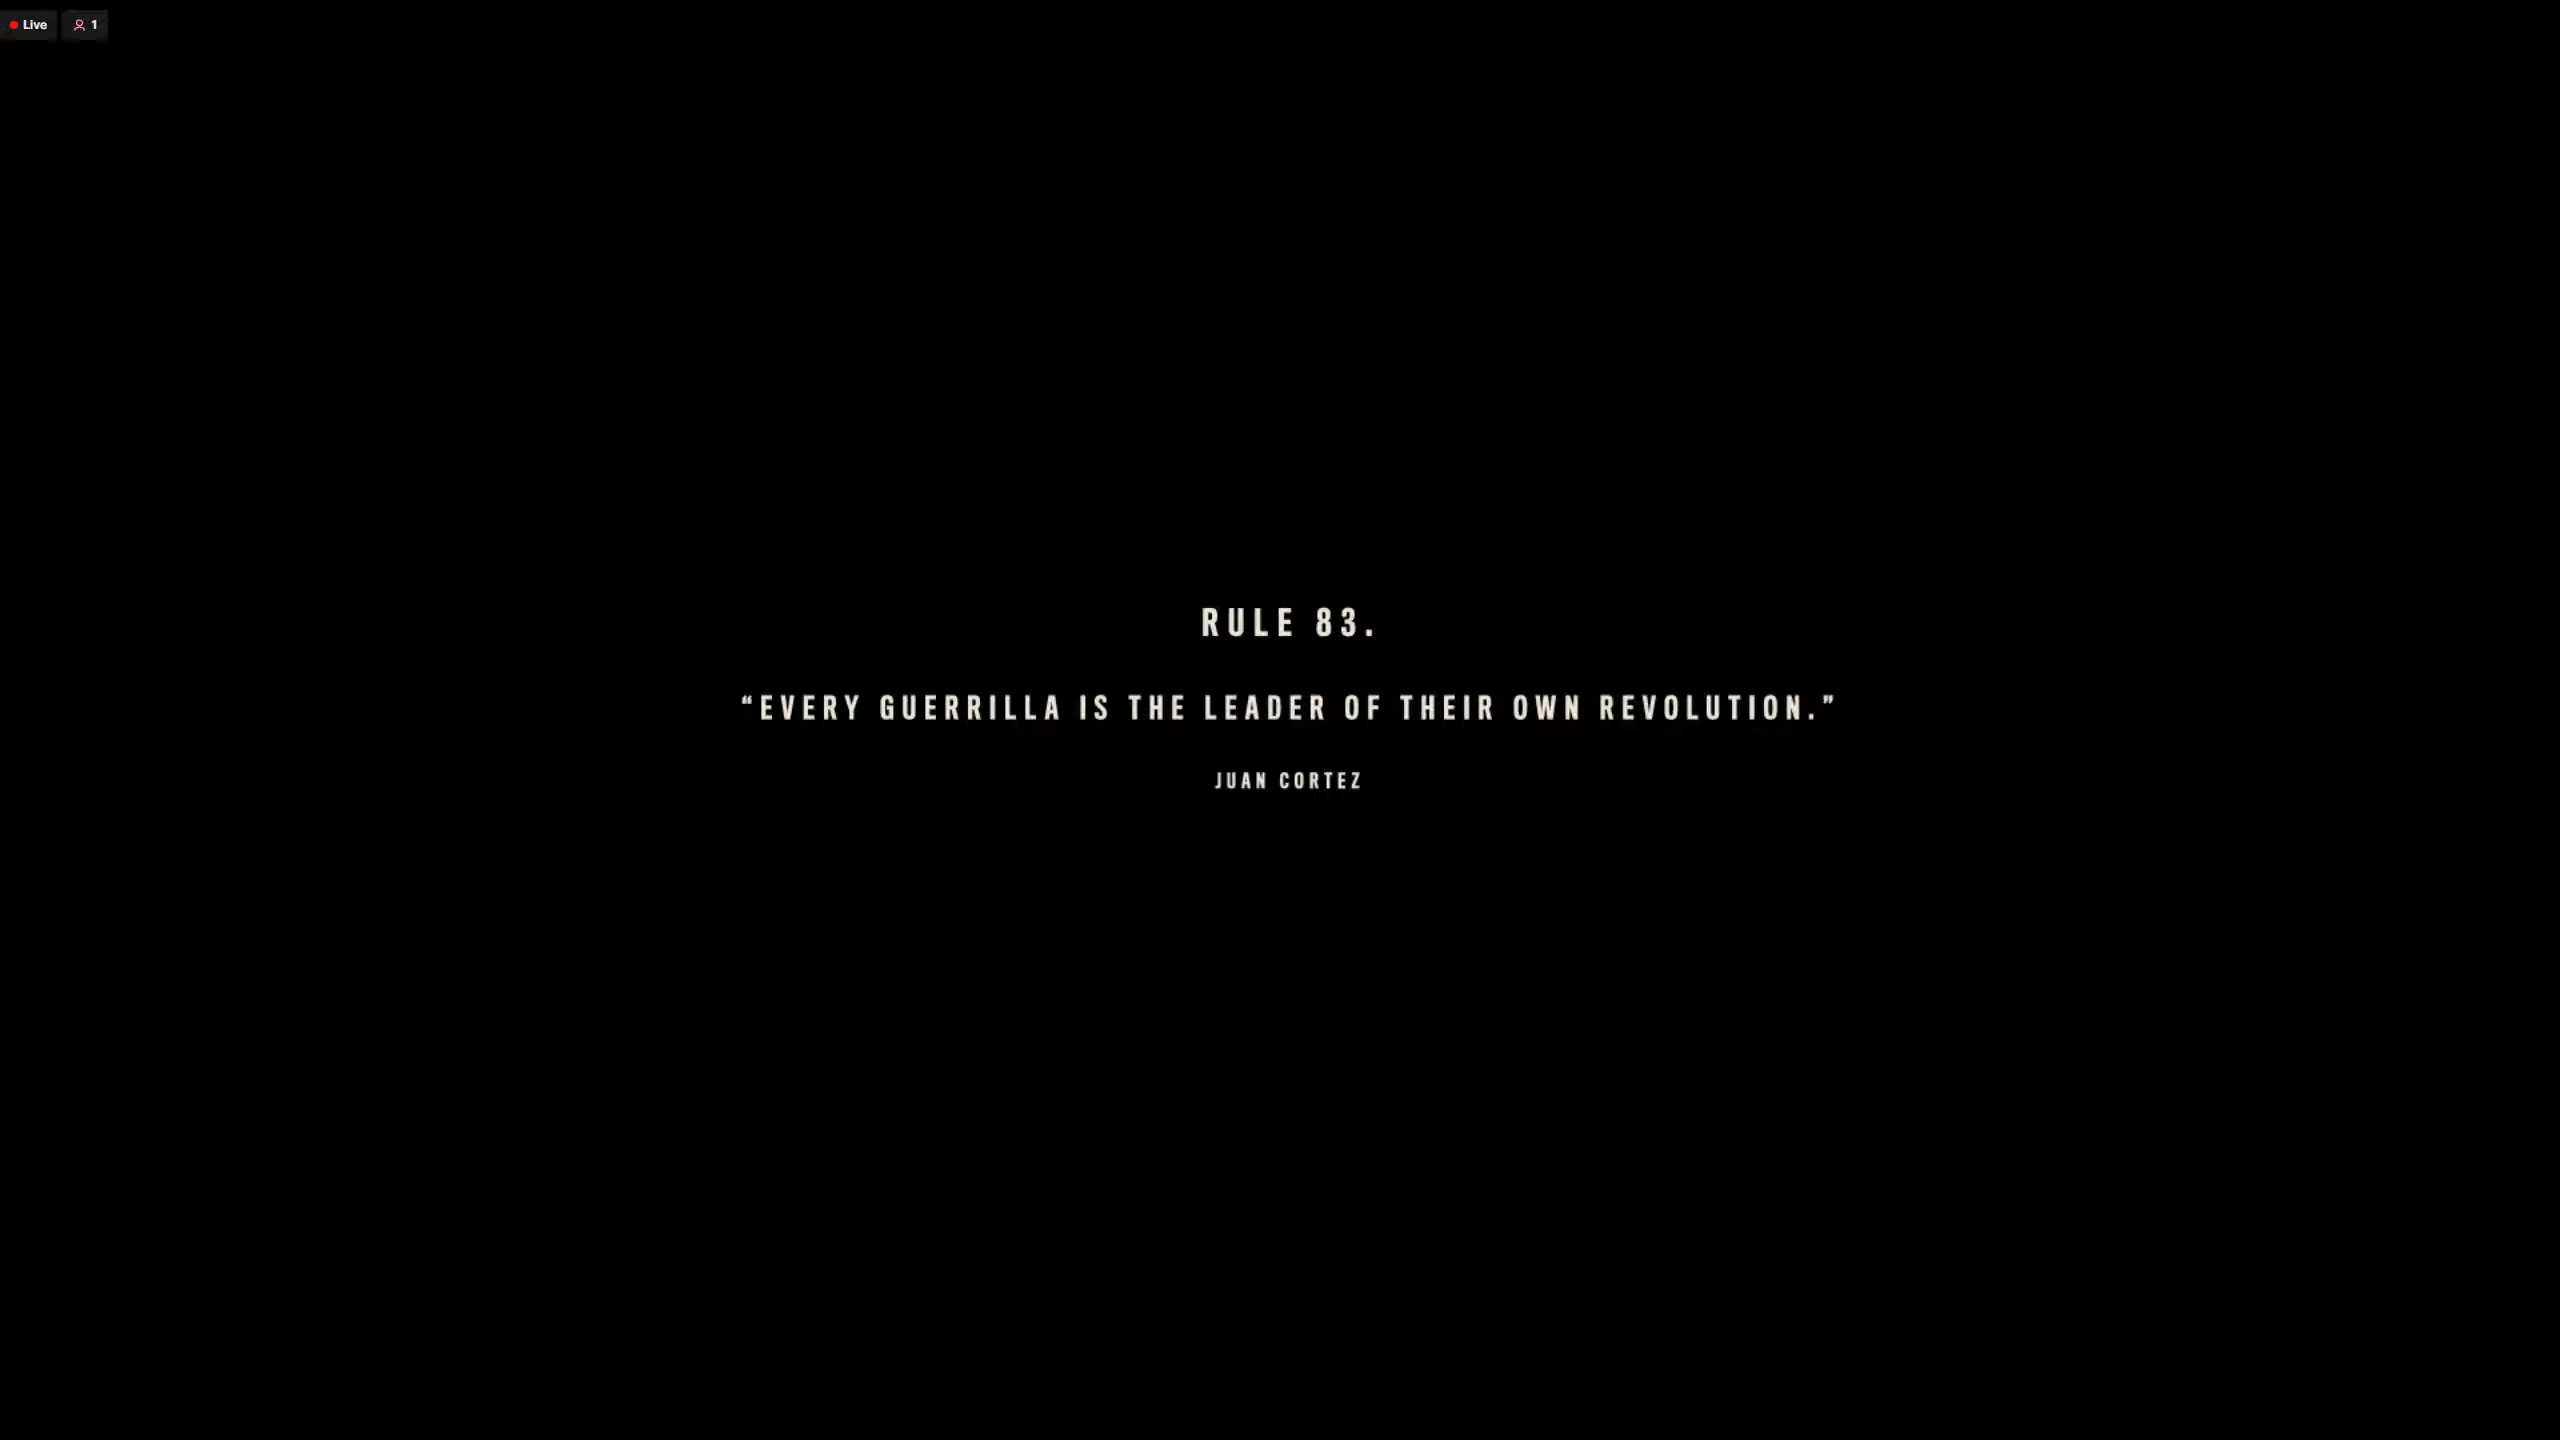 Live 1
RULE 83.
“EVERY GUERRILLA IS THE LEADER OF THEIR OWN REVOLUTION.”
JUAN CORTEZ